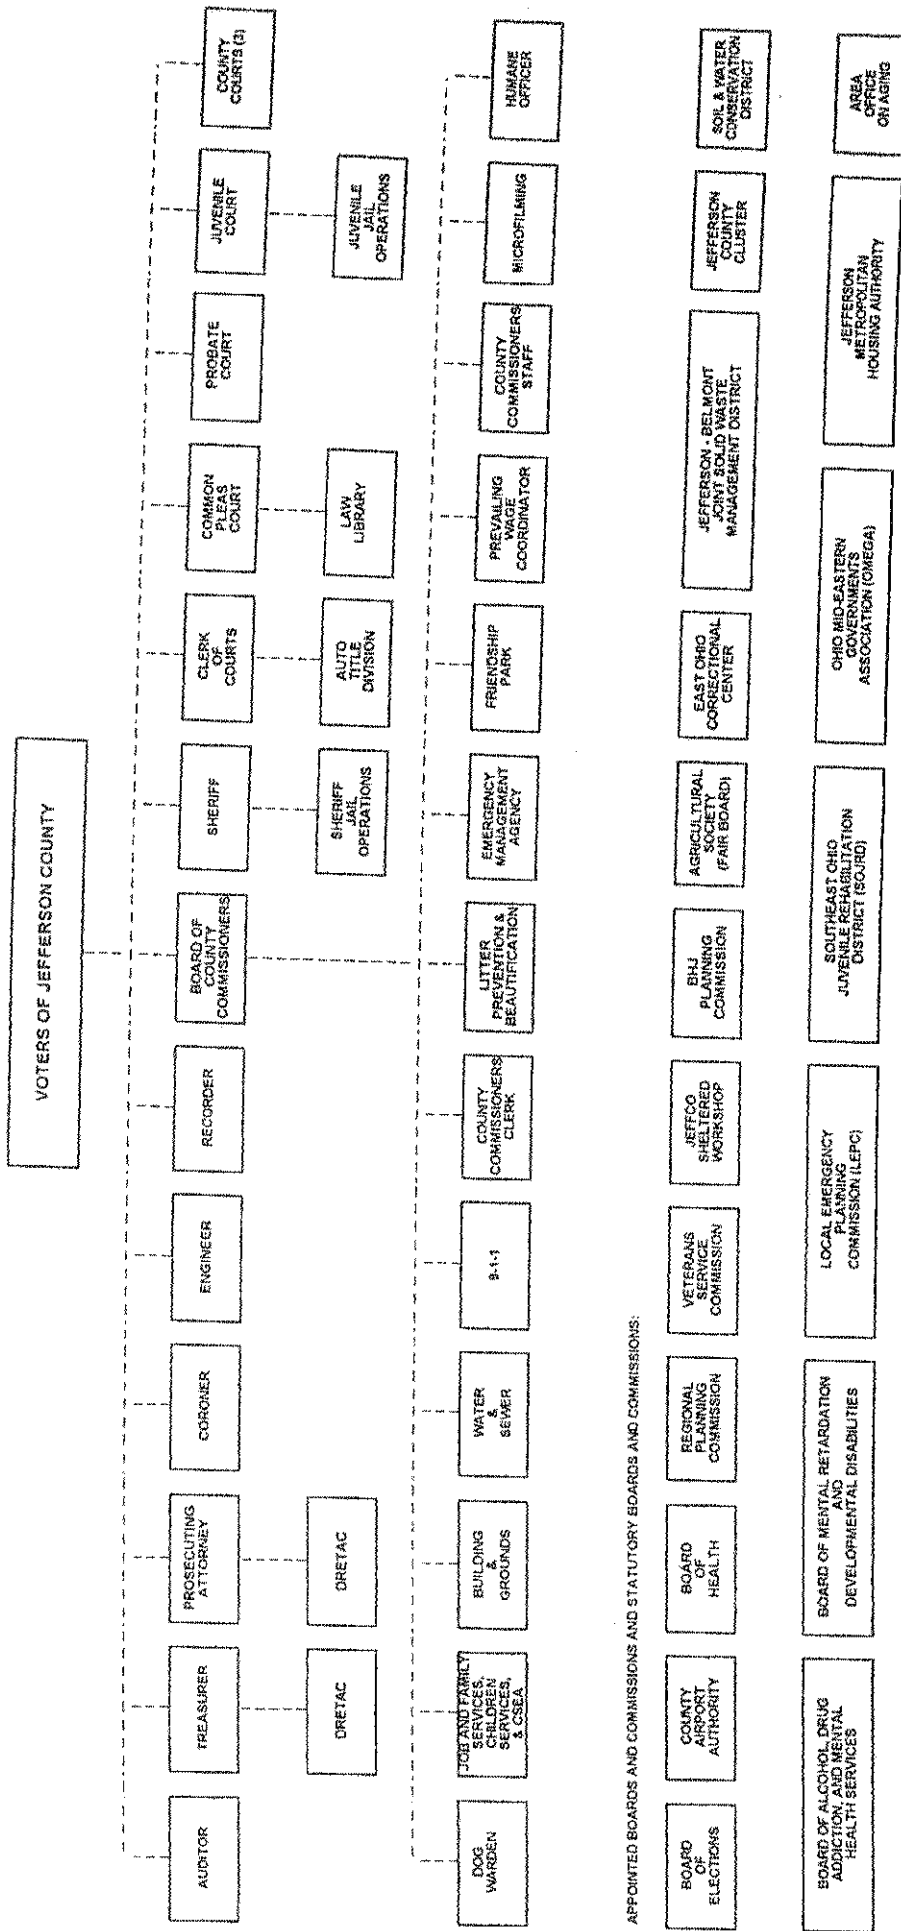 VOTERS OF JEFFERSON COUNTY
AUDITOR
TREASURER
PROSECUTING
ATTORNEY
CORONER
ENGINEER
RECORDER
BOARD OF
COUNTY
COMMISSIONERS
SHERIFF
CLERK
OF
COURTS
COMMON
PLEAS
COURT
PROBATE
COURT
JUVENILE
COURT
COUNTY
COURTS (3)
DRETAC
DRETAC
SHERIFF
JAIL
OPERATIONS
AUTO
TITLE
DIVISION
LAW
LIBRARY
JUVENILE
JAIL
OPERATIONS
DOG
WARDEN
JOB AND FAMILY
SERVICES,
CHILDREN
SERVICES,
& CSEA
BUILDING
&
GROUNDS
WATER
&
SEWER
9-1-1
COUNTY
COMMISSIONERS
CLERK
LITTER
PREVENTION &
BEAUTIFICATION
EMERGENCY
MANAGEMENT
AGENCY
FRIENDSHIP
PARK
PREVAILING
WAGE
COORDINATOR
COUNTY
COMMISSIONERS
STAFF
MICROFILMING
HUMANE
OFFICER
APPOINTED BOARDS AND COMMISSIONS AND STATUTORY BOARDS AND COMMISSIONS:
BOARD
OF
ELECTIONS
COUNTY
AIRPORT
AUTHORITY
BOARD
OF
HEALTH
REGIONAL
PLANNING
COMMISSION
VETERANS
SERVICE
COMMISSION
JEFFCO
SHELTERED
WORKSHOP
BHJ
PLANNING
COMMISSION
AGRICULTURAL
SOCIETY
(FAIR BOARD)
EAST OHIO
CORRECTIONAL
CENTER
JEFFERSON - BELMONT
JOINT SOLID WASTE
MANAGEMENT DISTRICT
JEFFERSON
COUNTY
CLUSTER
SOIL & WATER
CONSERVATION
DISTRICT
BOARD OF ALCOHOL, DRUG
ADDICTION, AND MENTAL
HEALTH SERVICES
BOARD OF MENTAL RETARDATION
AND
DEVELOPMENTAL DISABILITIES
LOCAL EMERGENCY
PLANNING
COMMISSION (LEPC)
SOUTHEAST OHIO
JUVENILE REHABILITATION
DISTRICT (SOJRD)
OHIO MID-EASTERN
GOVERNMENTS
ASSOCIATION (OMEGA)
JEFFERSON
METROPOLITAN
HOUSING AUTHORITY
AREA
OFFICE
ON AGING